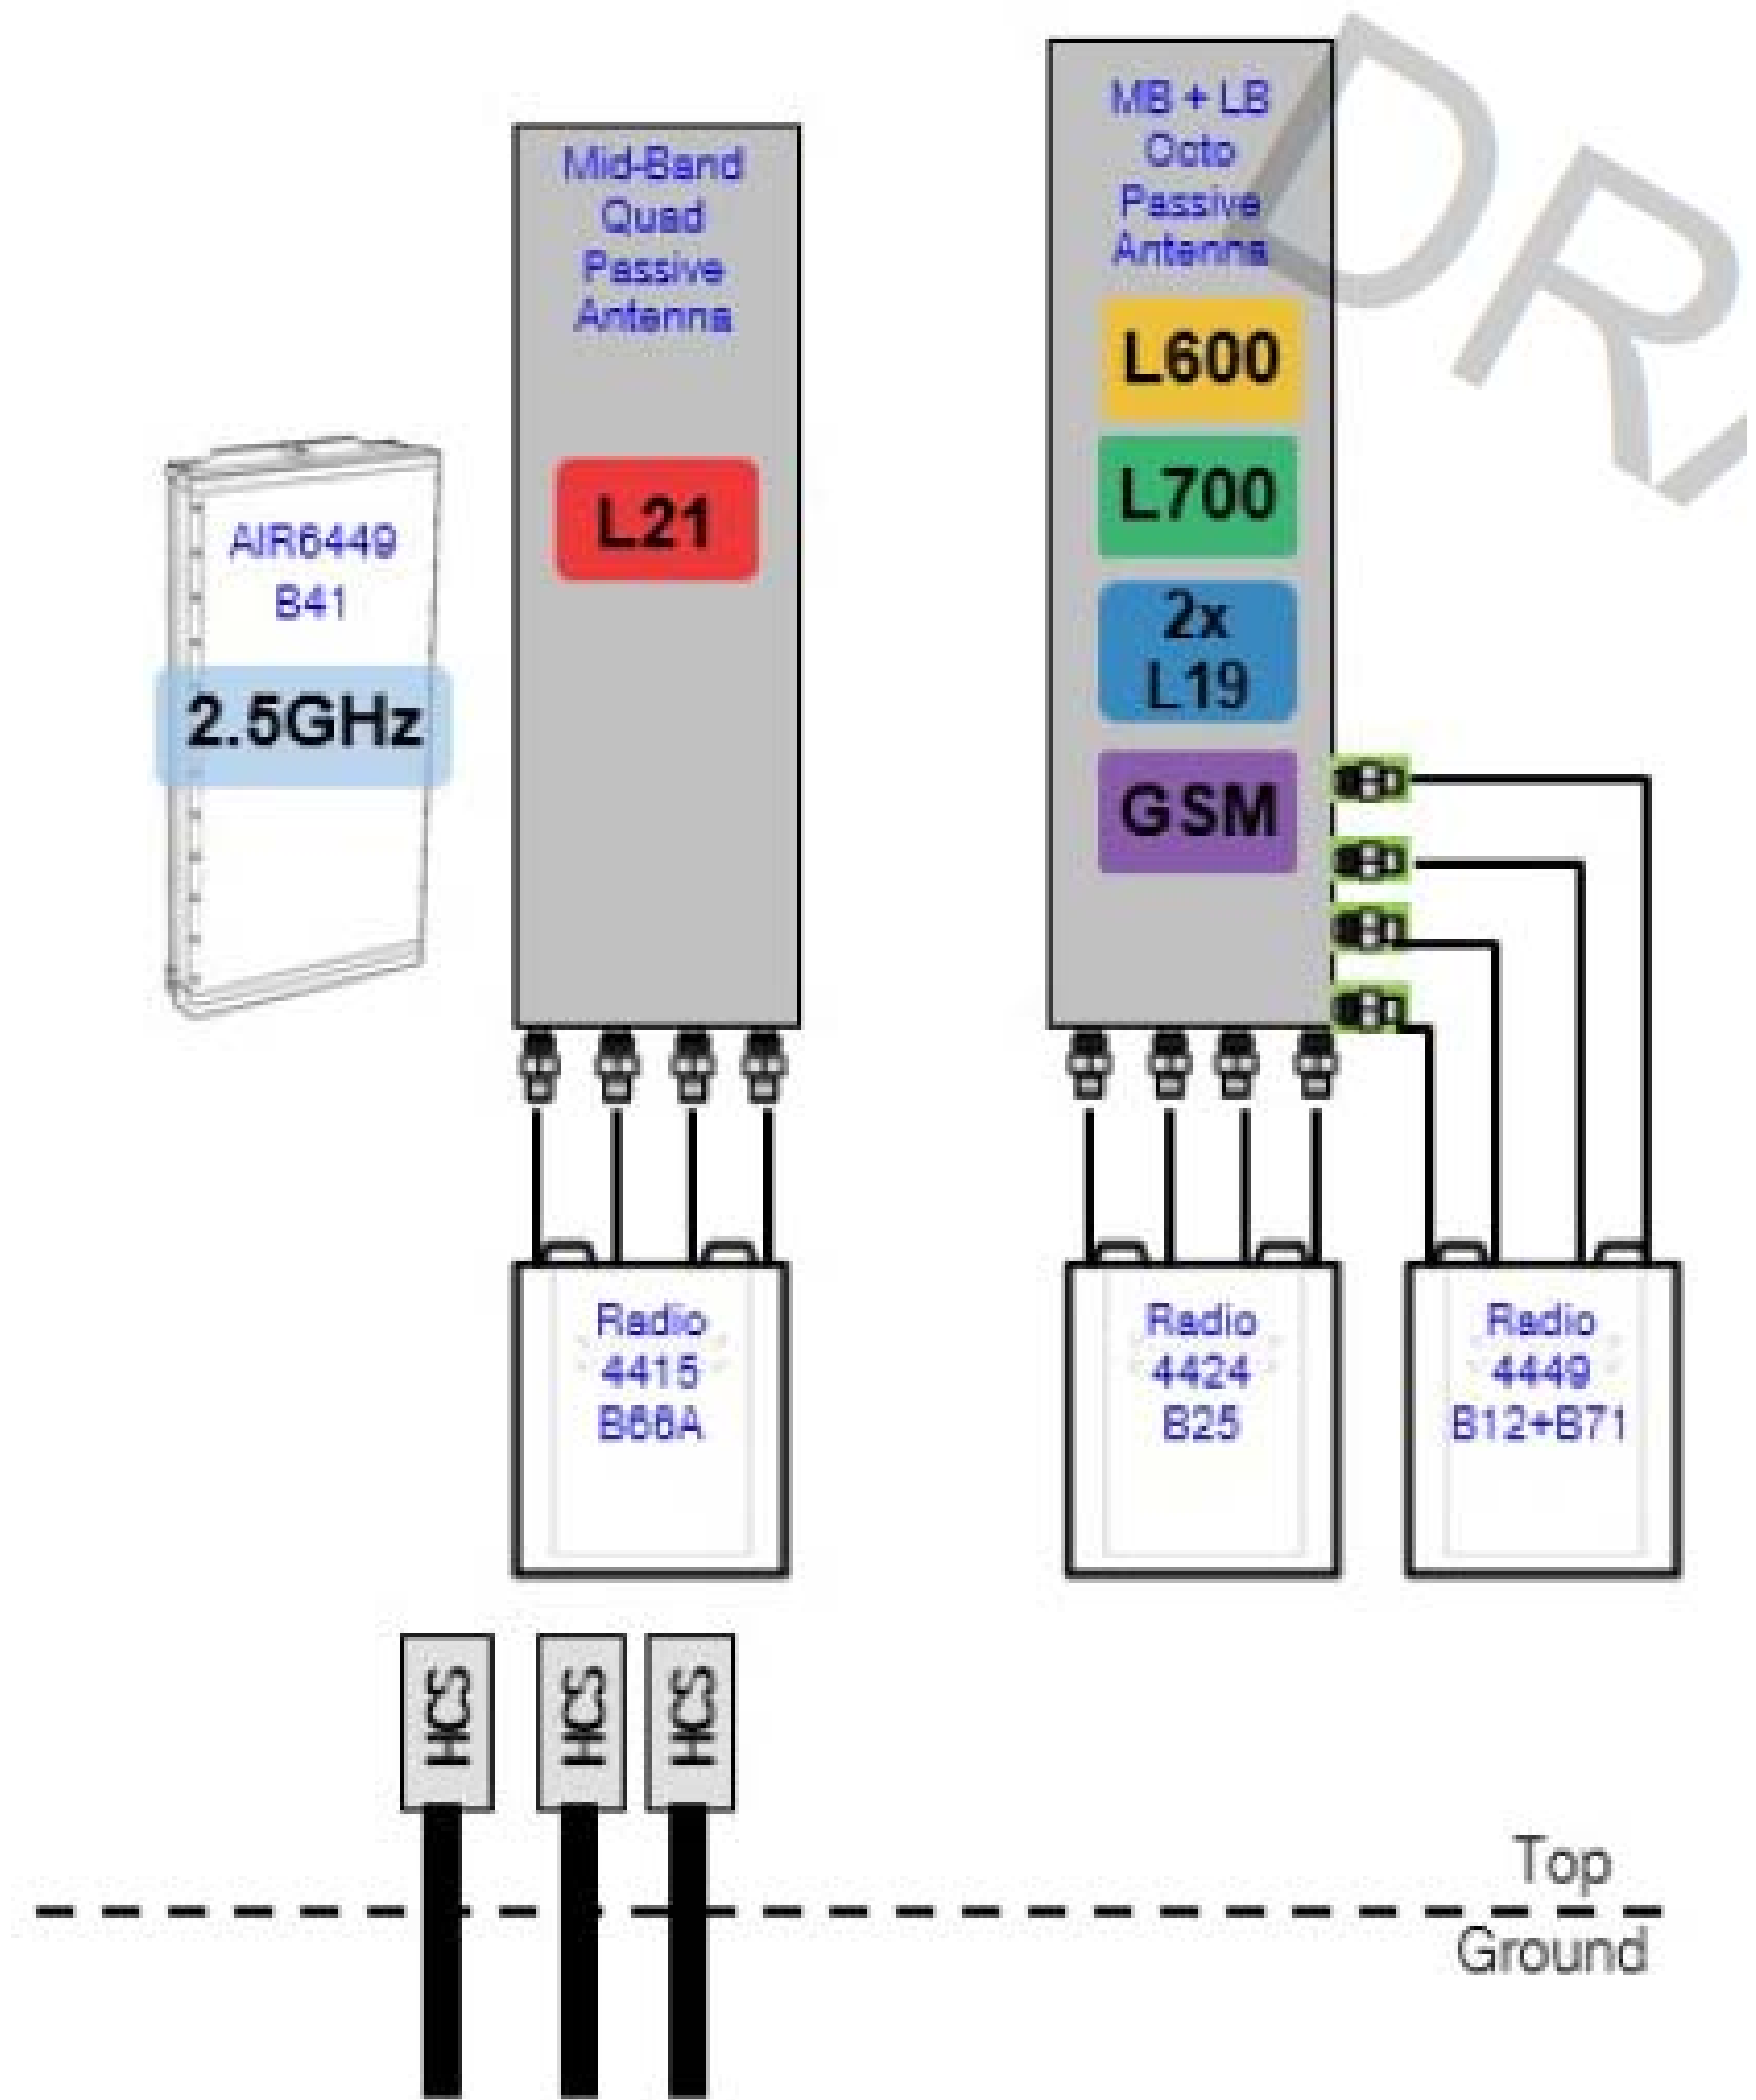 AIR6449
B41
2.5GHz
Mid-Band
Quad
Passive
Antenna
L21
MB + LB
Octo
Passive
Antenna
L600
L700
2x
L19
GSM
Radio
4415
B66A
Radio
4424
B25
Radio
4449
B12+B71
HCS
HCS
HCS
Top
Ground
DR